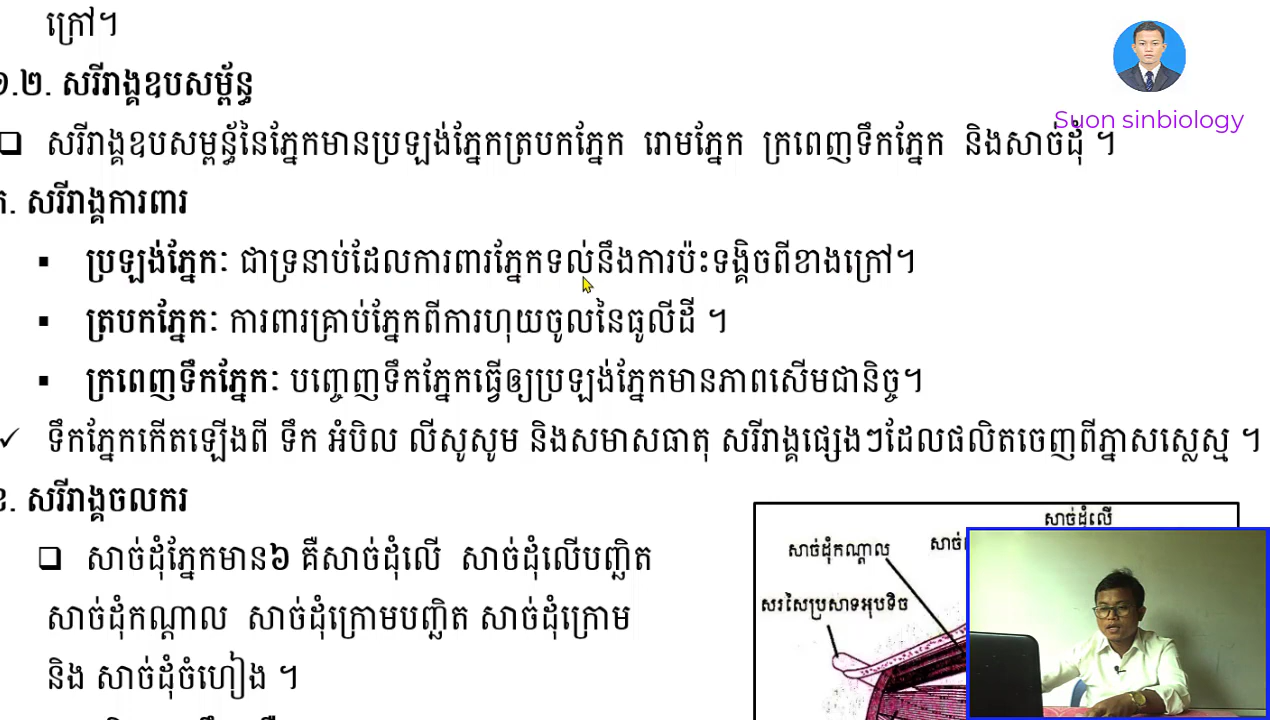 ក្រៅ។
១.២. សរីរាង្គឧបសម្ព័ន្ធ
Suon sinbiology
សរីរាង្គឧបសម្ពន្ធ័នៃភ្នែកមានប្រឡង់ភ្នែកត្របកភ្នែក រោមភ្នែក ក្រពេញទឹកភ្នែក និងសាច់ដុំ ។
ក. សរីរាង្គការពារ
▪ ប្រឡង់ភ្នែក: ជាទ្រនាប់ដែលការពារភ្នែកទល់នឹងការប៉ះទង្គិចពីខាងក្រៅ។
▪ ត្របកភ្នែក: ការពារគ្រាប់ភ្នែកពីការហុយចូលនៃធូលីដី ។
▪ ក្រពេញទឹកភ្នែក: បញ្ចេញទឹកភ្នែកធ្វើឲ្យប្រឡង់ភ្នែកមានភាពសើមជានិច្ច។
✓ ទឹកភ្នែកកើតឡើងពី ទឹក អំបិល លីសូសូម និងសមាសធាតុ សរីរាង្គផ្សេងៗដែលផលិតចេញពីភ្នាសស្លេស្ម ។
ខ. សរីរាង្គចលករ
សាច់ដុំភ្នែកមាន៦ គឺសាច់ដុំលើ សាច់ដុំលើបញ្ឆិត
សាច់ដុំកណ្តាល សាច់ដុំក្រោមបញ្ឆិត សាច់ដុំក្រោម
និង សាច់ដុំចំហៀង ។
សាច់ដុំលើ
សាច់ដុំកណ្តាល
សរសៃប្រសាទអុបទិច